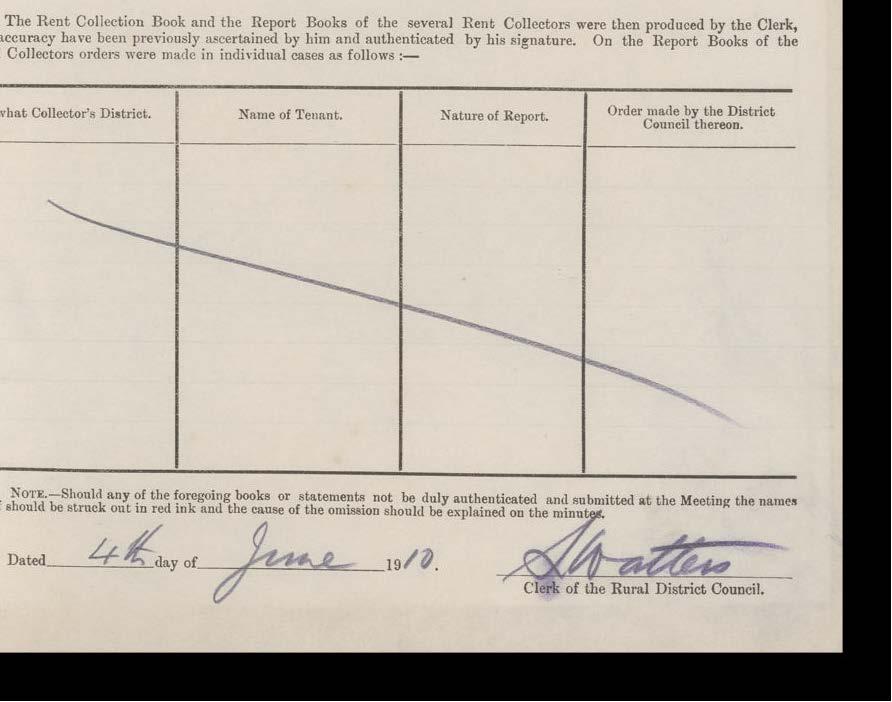 The Rent Collection Book and the Report Books of the several Rent Collectors were then produced by the Clerk,
accuracy have been previously ascertained by him and authenticated by his signature. On the Report Books of the
Collectors orders were made in individual cases as follows :—
what Collector's District. Name of Tenant. Nature of Report. Order made by the District
Council thereon.
NOTE.—Should any of the foregoing books or statements not be duly authenticated and submitted at the Meeting the names
should be struck out in red ink and the cause of the omission should be explained on the minutes.
Dated 4th day of June 1910. S Watters
Clerk of the Rural District Council.